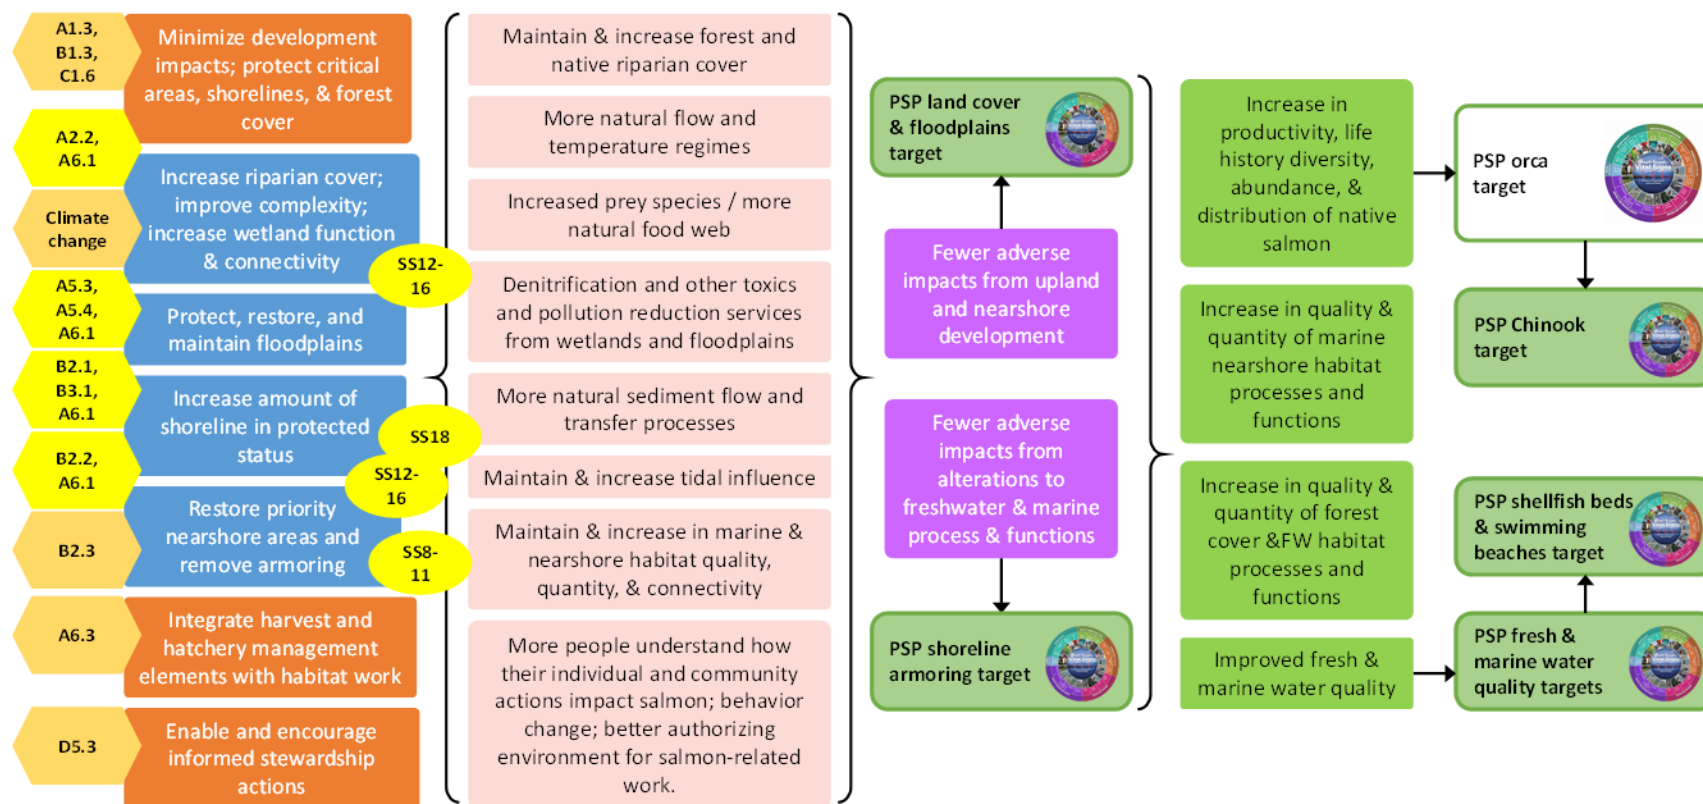 A1.3,
B1.3,
C1.6
Minimize development
impacts; protect critical
areas, shorelines, & forest
cover
A2.2,
A6.1
Increase riparian cover;
improve complexity;
increase wetland function
& connectivity
Climate
change
SS12-
16
A5.3,
A5.4,
A6.1
Protect, restore, and
maintain floodplains
B2.1,
B3.1,
A6.1
Increase amount of
shoreline in protected
status
SS18
B2.2,
A6.1
SS12-
16
Restore priority
nearshore areas and
remove armoring
B2.3
SS8-
11
A6.3
Integrate harvest and
hatchery management
elements with habitat work
D5.3
Enable and encourage
informed stewardship
actions
Maintain & increase forest and
native riparian cover
More natural flow and
temperature regimes
Increased prey species / more
natural food web
Denitrification and other toxics
and pollution reduction services
from wetlands and floodplains
More natural sediment flow and
transfer processes
Maintain & increase tidal influence
Maintain & increase in marine &
nearshore habitat quality,
quantity, & connectivity
More people understand how
their individual and community
actions impact salmon; behavior
change; better authorizing
environment for salmon-related
work.
PSP land cover
& floodplains
target
Fewer adverse
impacts from upland
and nearshore
development
Fewer adverse
impacts from
alterations to
freshwater & marine
process & functions
PSP shoreline
armoring target
Increase in
productivity, life
history diversity,
abundance, &
distribution of native
salmon
Increase in quality &
quantity of marine
nearshore habitat
processes and
functions
Increase in quality &
quantity of forest
cover &FW habitat
processes and
functions
Improved fresh &
marine water quality
PSP orca
target
PSP Chinook
target
PSP shellfish beds
& swimming
beaches target
PSP fresh &
marine water
quality targets